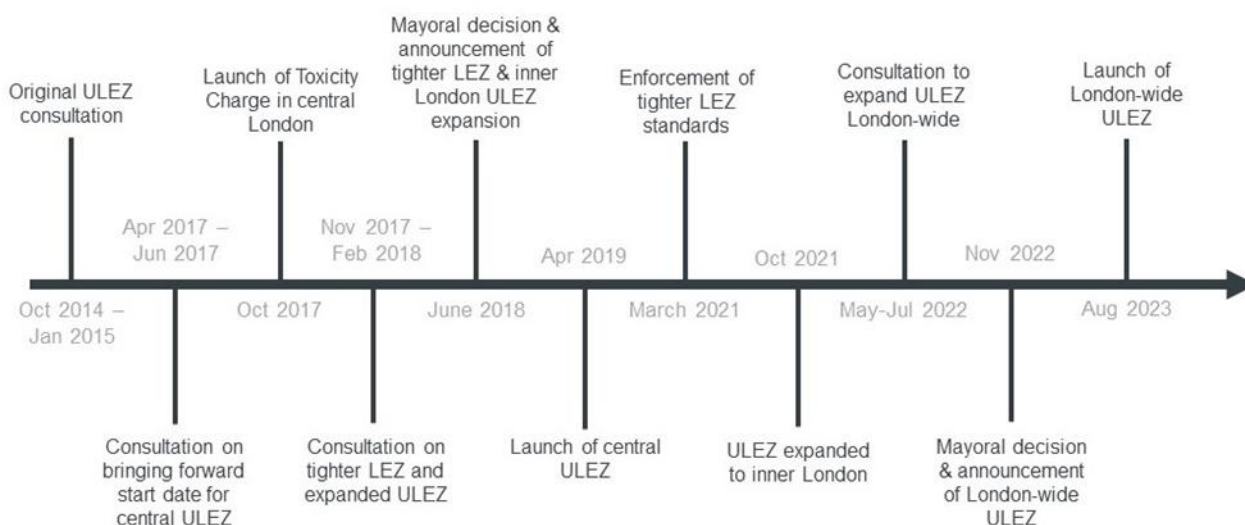 Original ULEZ
consultation
Oct 2014 –
Jan 2015
Apr 2017 –
Jun 2017
Consultation on
bringing forward
start date for
central ULEZ
Launch of Toxicity
Charge in central
London
Oct 2017
Nov 2017 –
Feb 2018
Consultation on
tighter LEZ and
expanded ULEZ
Mayoral decision &
announcement of
tighter LEZ & inner
London ULEZ
expansion
June 2018
Apr 2019
Launch of central
ULEZ
Enforcement of
tighter LEZ
standards
March 2021
Oct 2021
ULEZ expanded
to inner London
Consultation to
expand ULEZ
London-wide
May-Jul 2022
Nov 2022
Mayoral decision
& announcement
of London-wide
ULEZ
Launch of
London-wide
ULEZ
Aug 2023